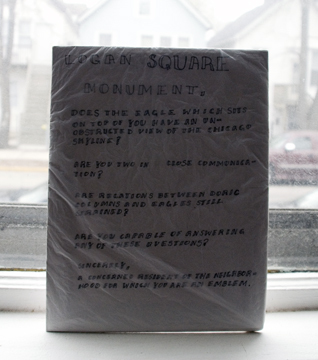 LOGAN SQUARE
MONUMENT,
DOES THE EAGLE WHICH SITS
ON TOP OF YOU HAVE AN UN-
OBSTRUCTED VIEW OF THE CHICAGO
SKYLINE?
ARE YOU TWO IN CLOSE COMMUNICA-
TION?
ARE RELATIONS BETWEEN DORIC
COLUMNS AND EAGLES STILL
STRAINED?
ARE YOU CAPABLE OF ANSWERING
ANY OF THESE QUESTIONS?
SINCERELY,
A CONCERNED RESIDENT OF THE NEIGHBOR-
HOOD FOR WHICH YOU ARE AN EMBLEM.